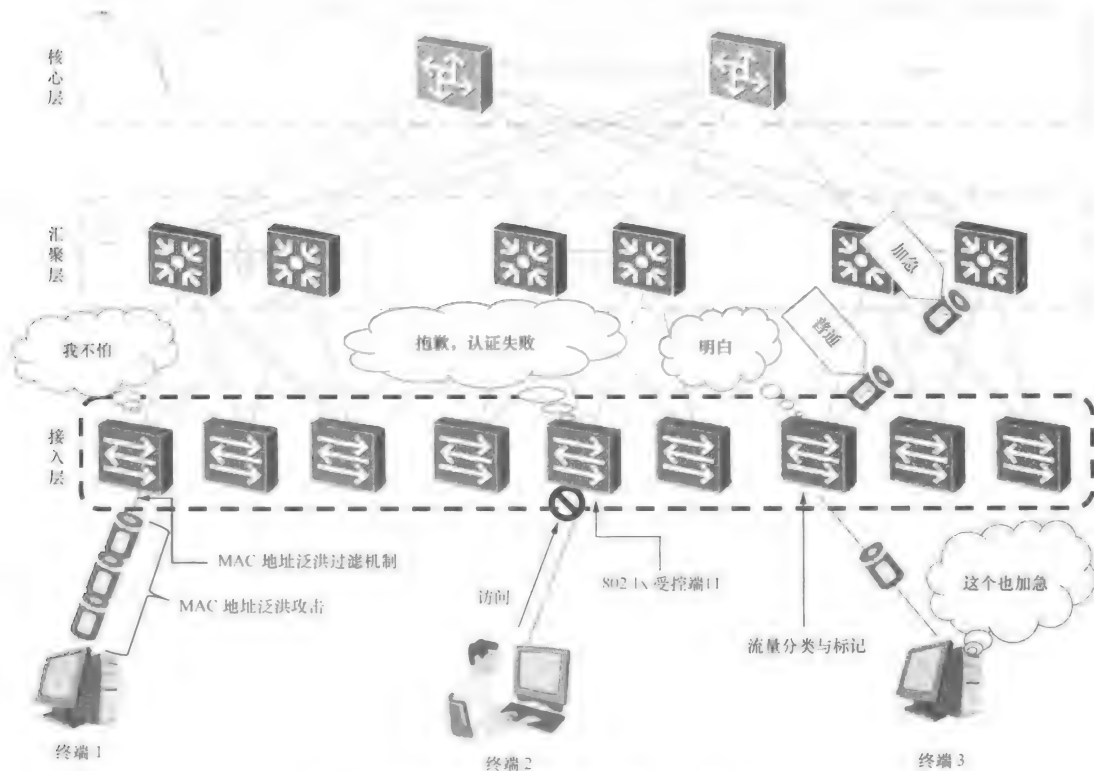 核心层
汇聚层
加急
普通
我不怕
抱歉，认证失败
明白
接入层
MAC 地址泛洪过滤机制
MAC 地址泛洪攻击
访问
802.1x 受控端口
流量分类与标记
这个也加急
终端 1
终端 2
终端 3